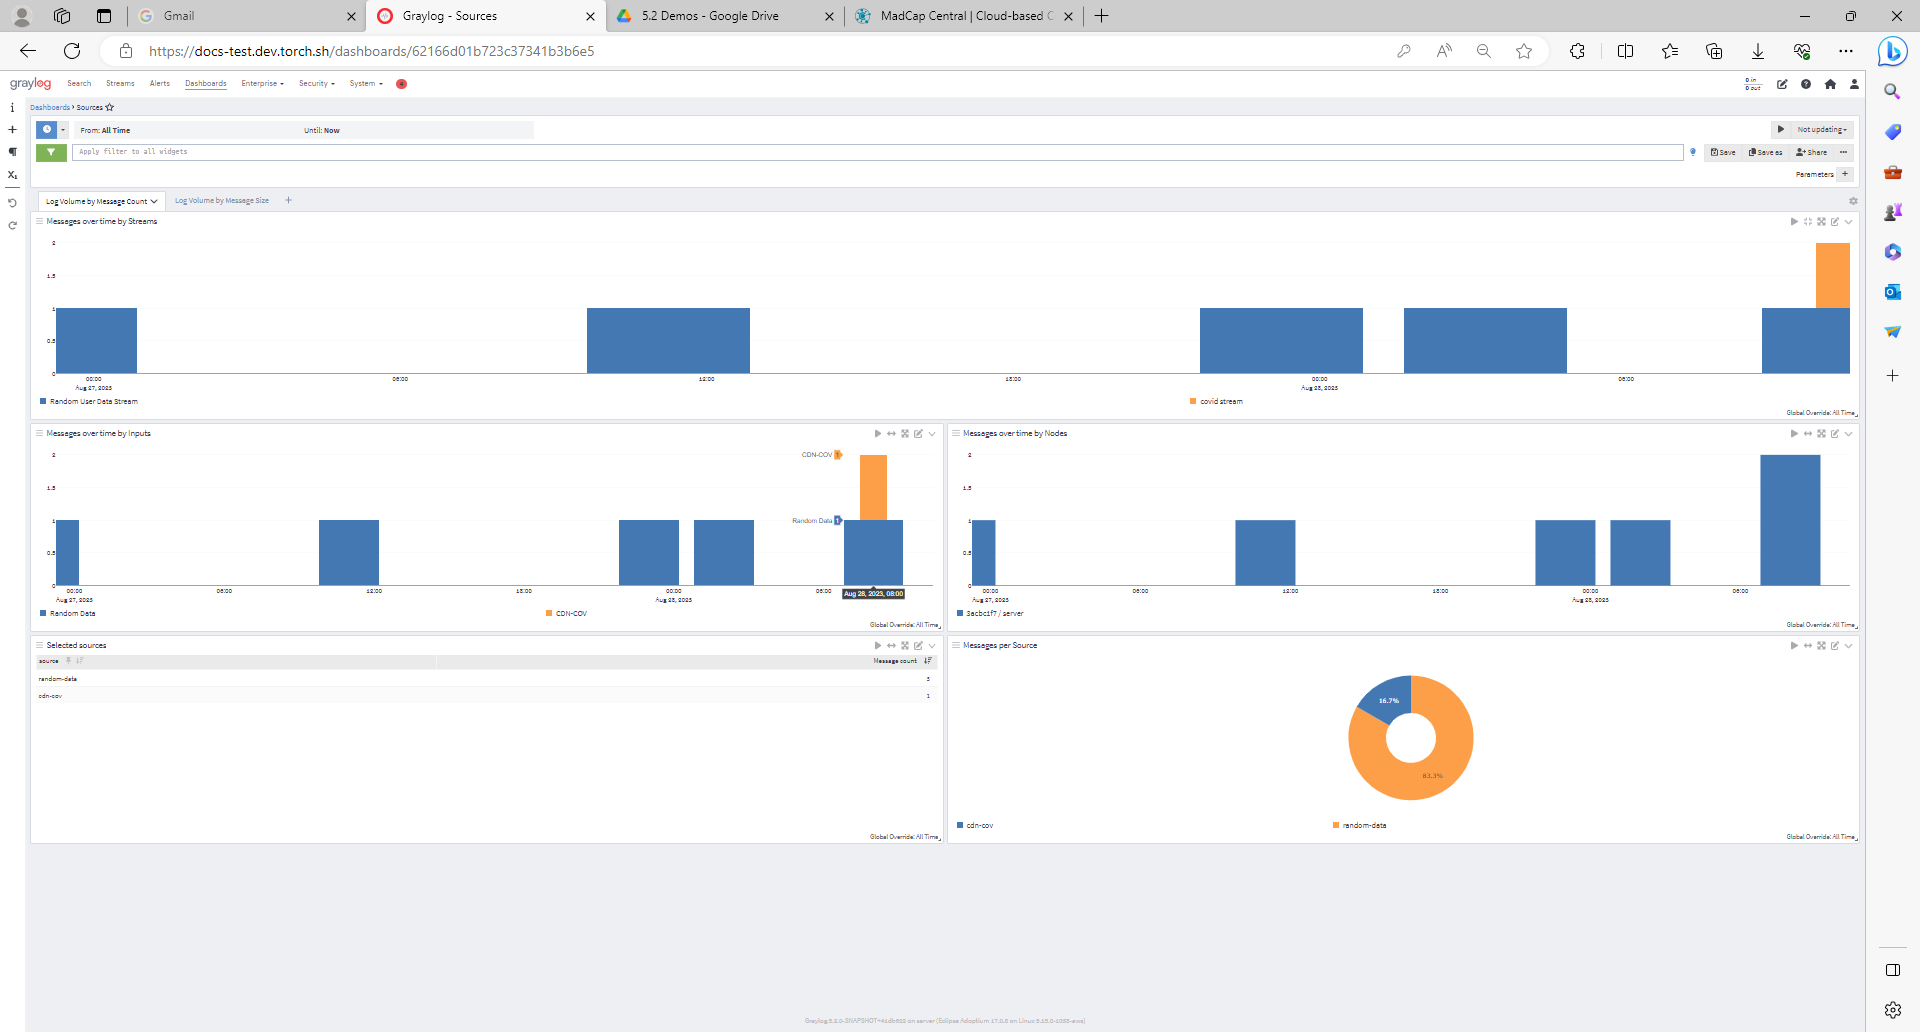 Gmail
Graylog - Sources
5.2 Demos - Google Drive
MadCap Central | Cloud-based C
https://docs-test.dev.torch.sh/dashboards/62166d01b723c37341b3b6e5
graylog Search Streams Alerts Dashboards Enterprise Security System 4 0 in
0 out
Dashboards › Sources
From: All Time Until: Now Not updating
Apply filter to all widgets Save Save as Share ...
Parameters +
Log Volume by Message Count Log Volume by Message Size +
Messages over time by Streams
2
1.5
1
0.5
0
00:00 06:00 12:00 18:00 00:00 06:00
Aug 27, 2023 Aug 28, 2023
Random User Data Stream covid stream
Global Override: All Time
Messages over time by Inputs
2
1.5
1
0.5
0
CDN-COV 1
Random Data 1
00:00 06:00 12:00 18:00 00:00 06:00
Aug 28, 2023, 08:00
Aug 27, 2023 Aug 28, 2023
Random Data CDN-COV
Global Override: All Time
Messages over time by Nodes
2
1.5
1
0.5
0
00:00 06:00 12:00 18:00 00:00 06:00
Aug 27, 2023 Aug 28, 2023
3acbc1f7 / server
Global Override: All Time
Selected sources
source Message count
random-data 5
cdn-cov 1
Global Override: All Time
Messages per Source
16.7%
83.3%
cdn-cov random-data
Global Override: All Time